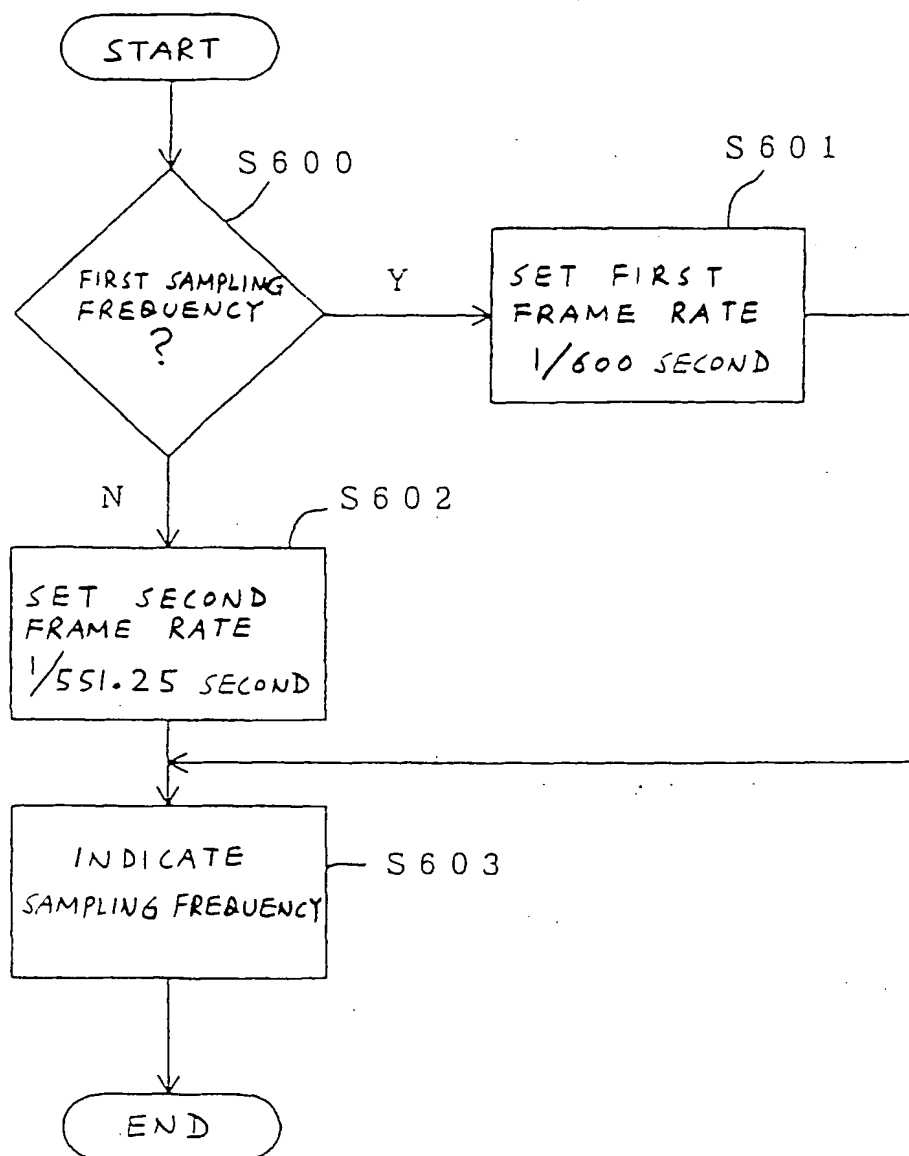 START
S600
FIRST SAMPLING
FREQUENCY
?
Y
S601
SET FIRST
FRAME RATE
1/600 SECOND
N
S602
SET SECOND
FRAME RATE
1/551.25 SECOND
INDICATE
SAMPLING FREQUENCY
S603
END